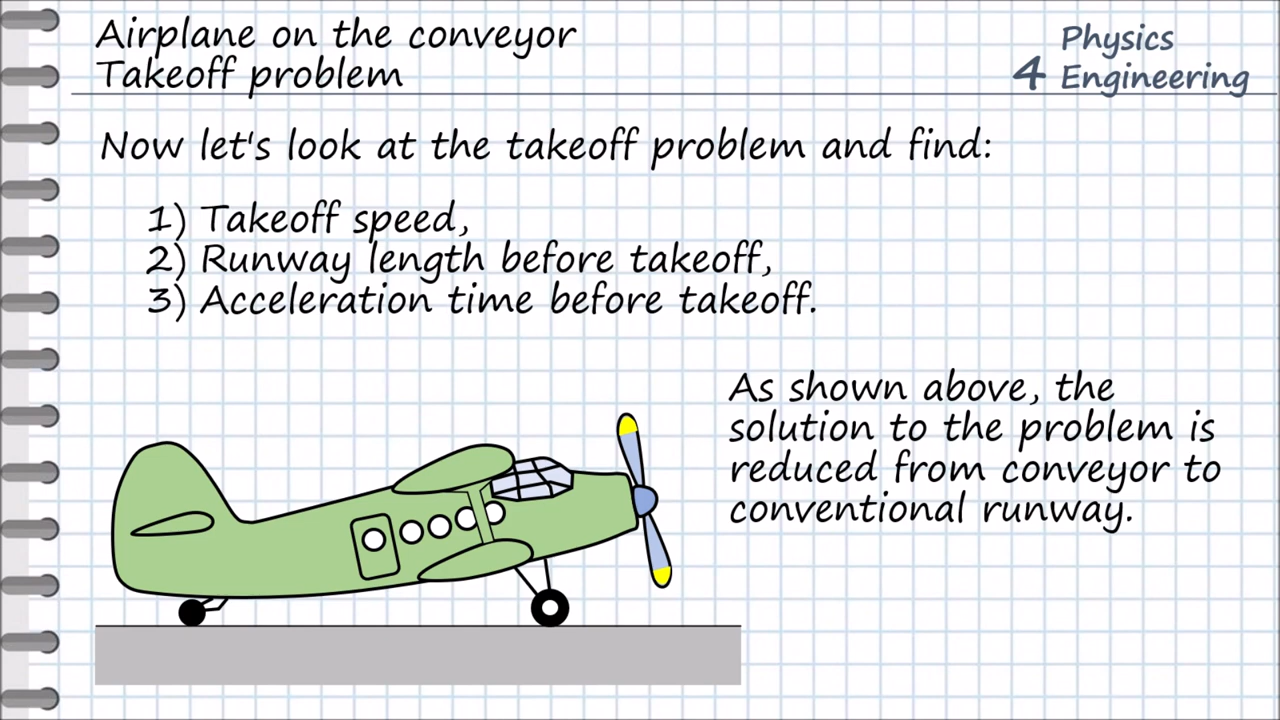 Airplane on the conveyor
Takeoff problem
Physics
4 Engineering
Now let's look at the takeoff problem and find:
1) Takeoff speed,
2) Runway length before takeoff,
3) Acceleration time before takeoff.
As shown above, the
solution to the problem is
reduced from conveyor to
conventional runway.